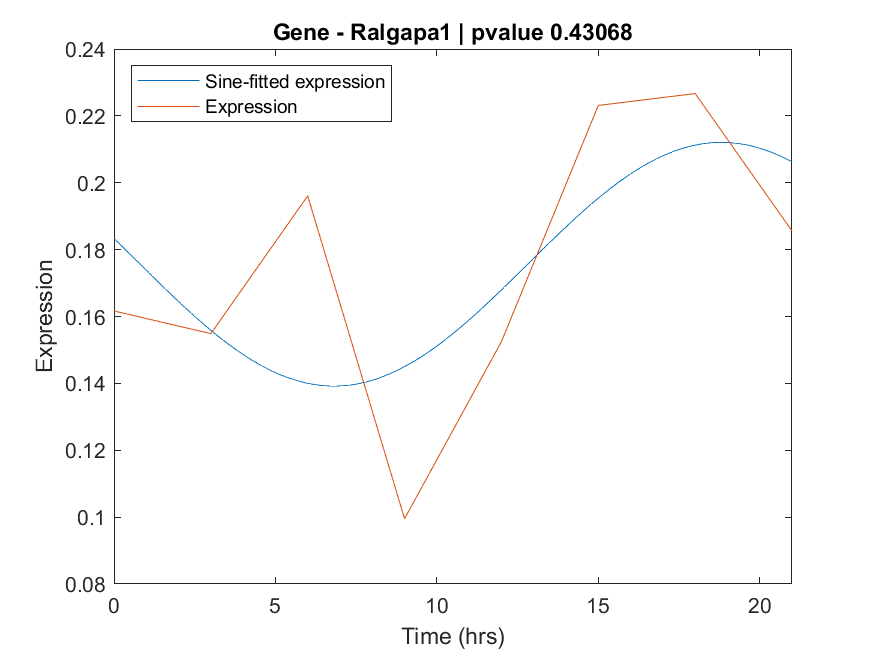 Gene - Ralgapa1 | pvalue 0.43068
Sine-fitted expression
Expression
0.24
0.22
0.2
0.18
0.16
0.14
0.12
0.1
0.08
Expression
0 5 10 15 20
Time (hrs)